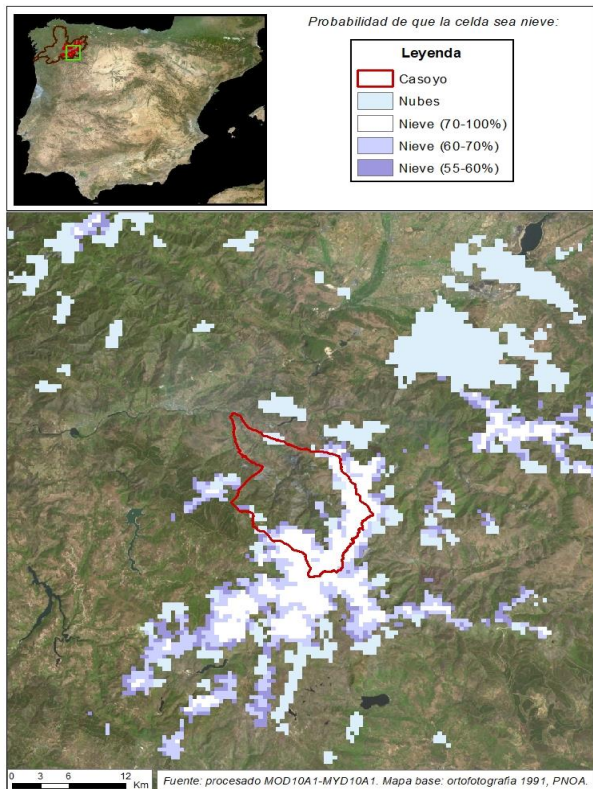 Probabilidad de que la celda sea nieve:
Leyenda
Casoyo
Nubes
Nieve (70-100%)
Nieve (60-70%)
Nieve (55-60%)
0 3 6 12
Km
Fuente: procesado MOD10A1-MYD10A1. Mapa base: ortofotografia 1991, PNOA.